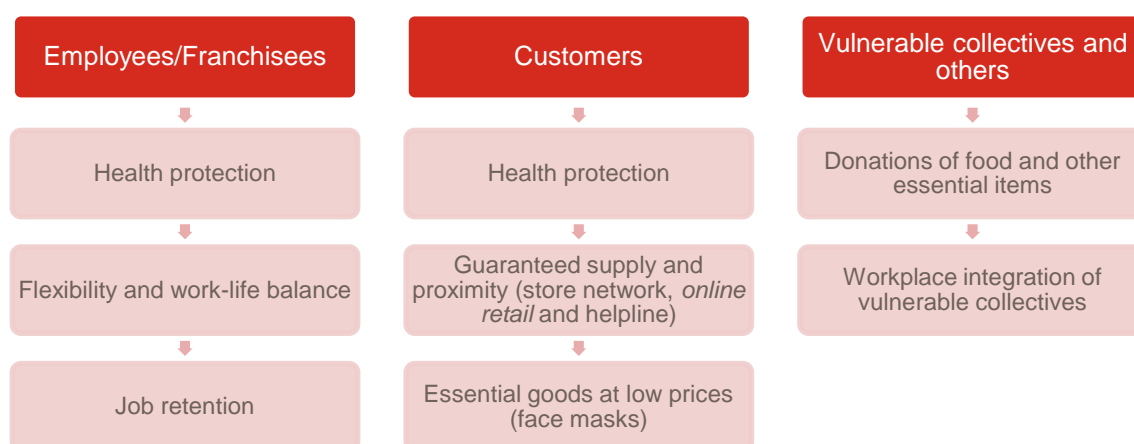 Employees/Franchisees
Health protection
Flexibility and work-life balance
Job retention
Customers
Health protection
Guaranteed supply and
proximity (store network, online
retail and helpline)
Essential goods at low prices
(face masks)
Vulnerable collectives and
others
Donations of food and other
essential items
Workplace integration of
vulnerable collectives